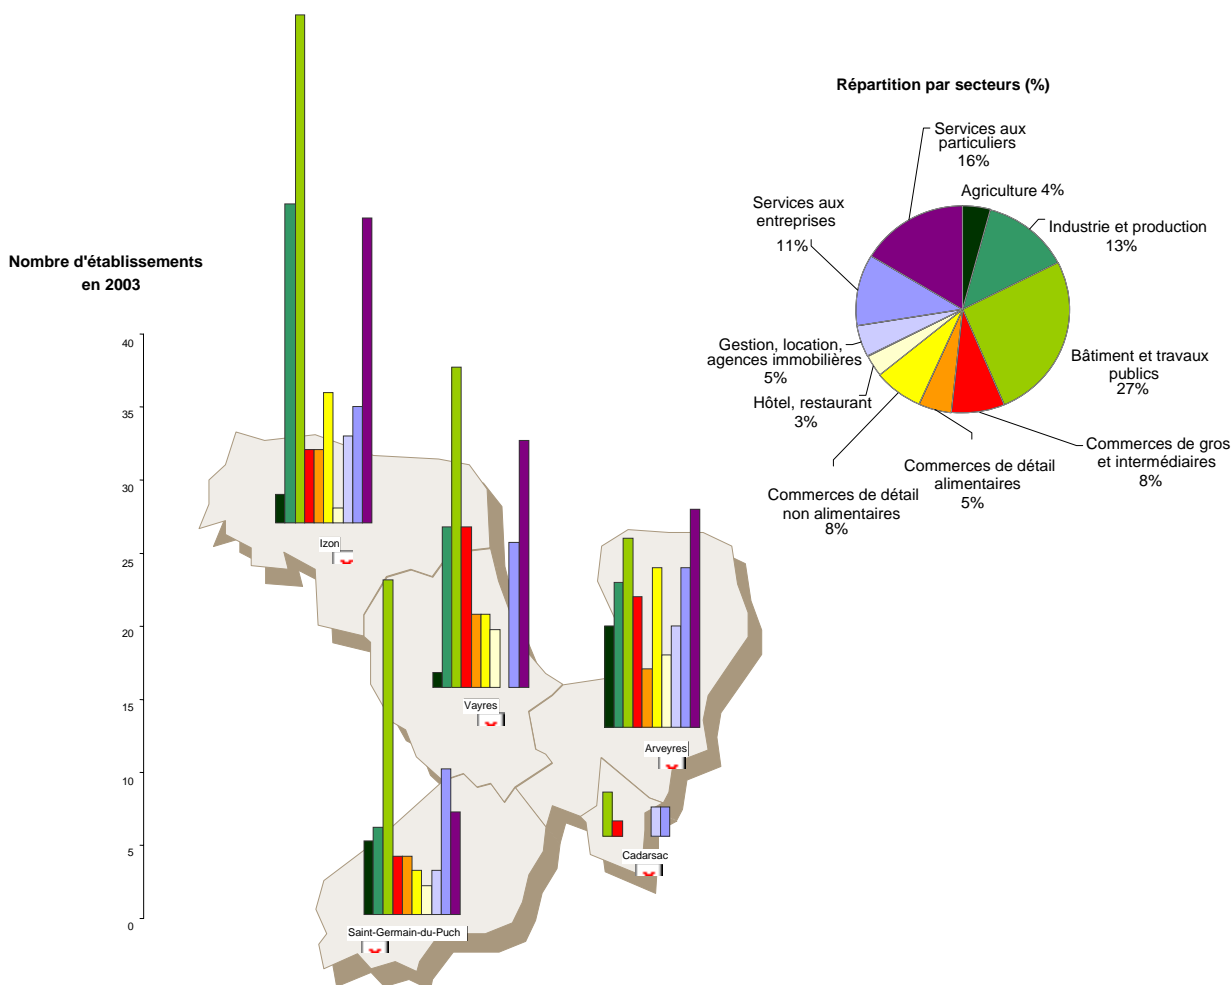 Répartition par secteurs (%)
Services aux
particuliers
16%
Agriculture 4%
Industrie et production
13%
Services aux
entreprises
11%
Bâtiment et travaux
publics
27%
Gestion, location,
agences immobilières
5%
Hôtel, restaurant
3%
Commerces de gros
et intermédiaires
8%
Commerces de détail
alimentaires
5%
Commerces de détail
non alimentaires
8%
Nombre d'établissements
en 2003
40
35
30
25
20
15
10
5
0
Izon
Vayres
Arveyres
Cadarsac
Saint-Germain-du-Puch